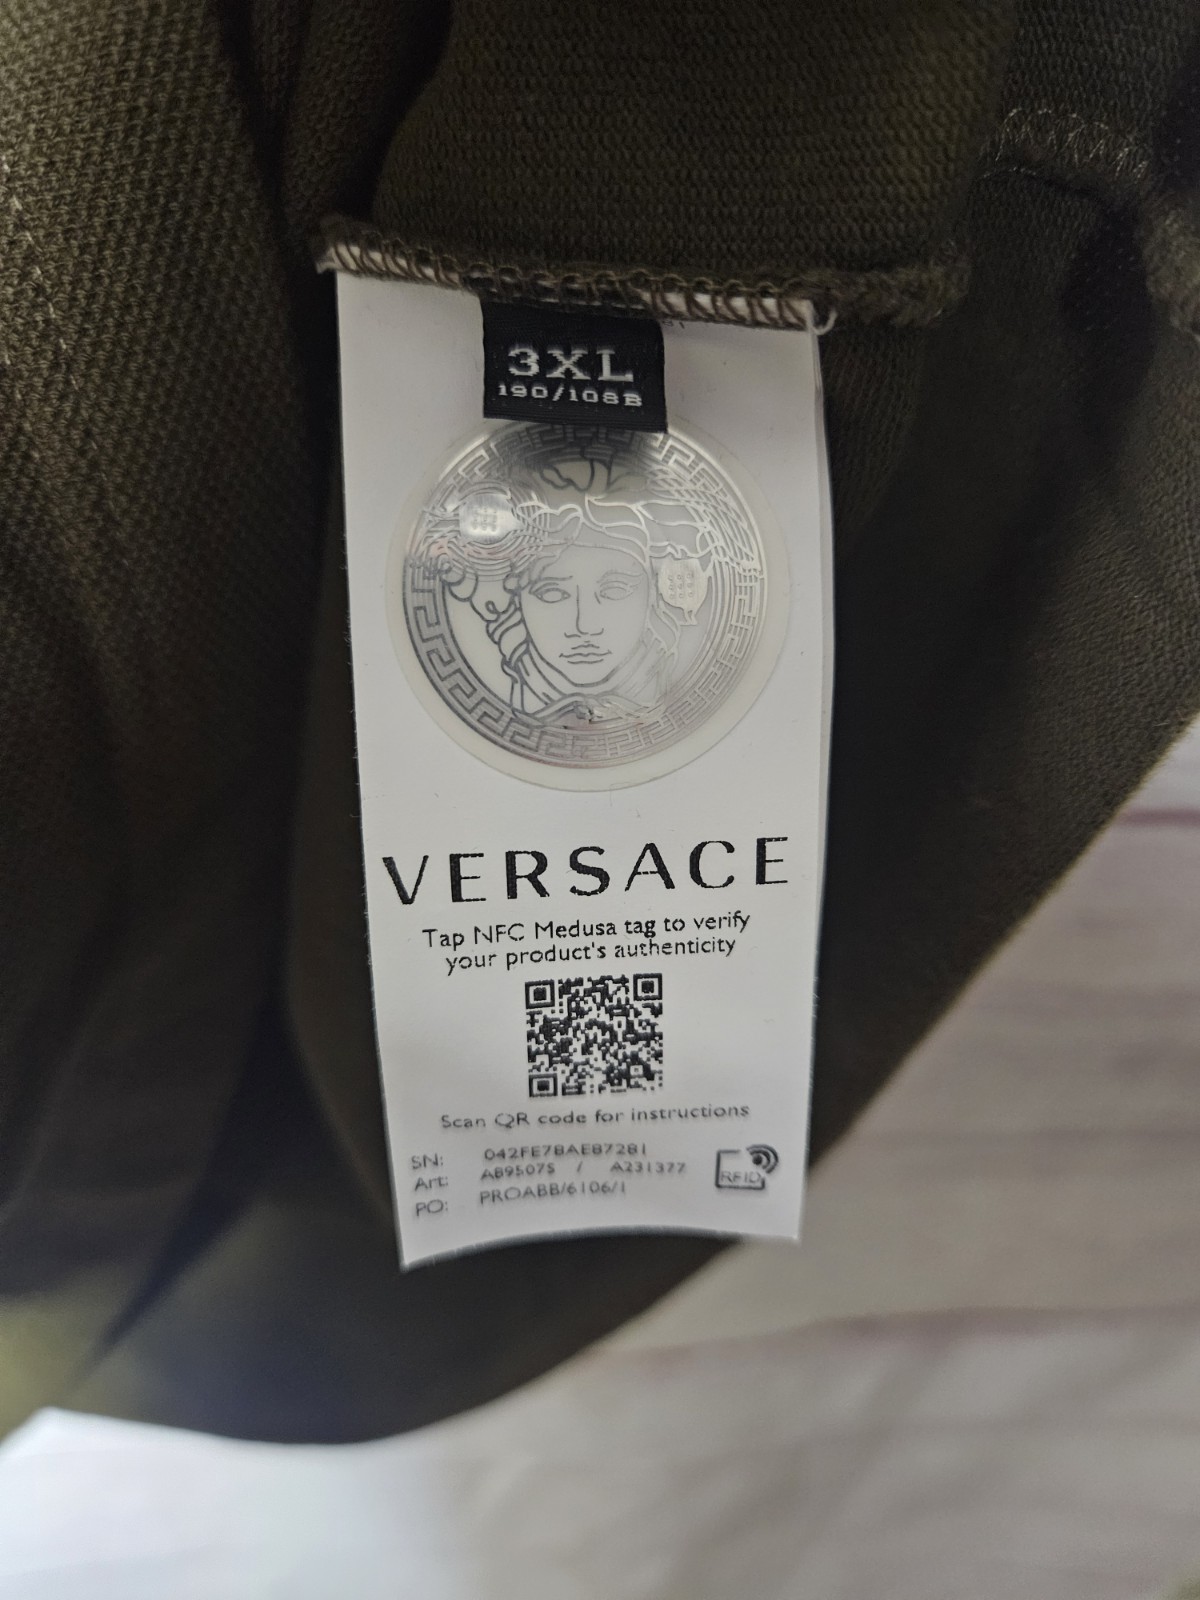 3XL
190/108B
VERSACE
Tap NFC Medusa tag to verify
your product's authenticity
Scan QR code for instructions
SN: 042FE7BAE87281
Art: A89507S / A231377
PO: PROABB/6106/1
RFID